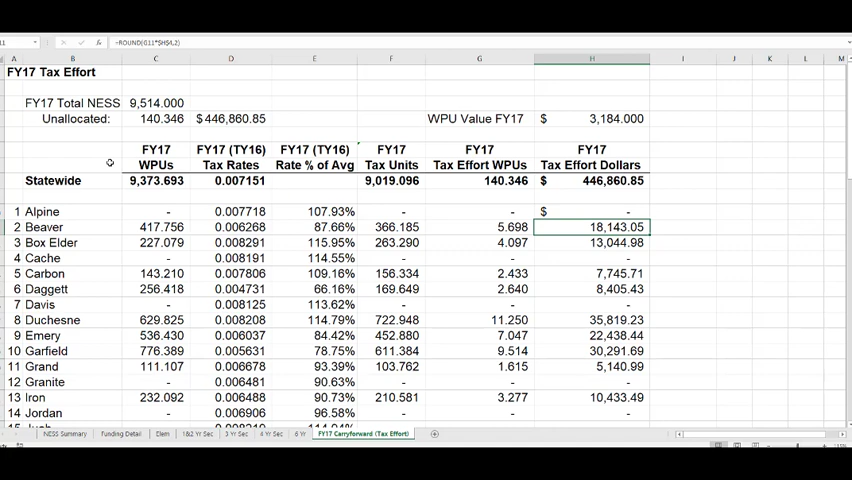 11 =ROUND(G11*$H$4,2)
A B C D E F G H I J K L M
FY17 Tax Effort
FY17 Total NESS 9,514.000
Unallocated: 140.346 $ 446,860.85 WPU Value FY17 $ 3,184.000
FY17 FY17 (TY16) FY17 (TY16) FY17 FY17 FY17
WPUs Tax Rates Rate % of Avg Tax Units Tax Effort WPUs Tax Effort Dollars
Statewide 9,373.693 0.007151 9,019.096 140.346 $ 446,860.85
1 Alpine - 0.007718 107.93% - - $ -
2 Beaver 417.756 0.006268 87.66% 366.185 5.698 18,143.05
3 Box Elder 227.079 0.008291 115.95% 263.290 4.097 13,044.98
4 Cache - 0.008191 114.55% - - -
5 Carbon 143.210 0.007806 109.16% 156.334 2.433 7,745.71
6 Daggett 256.418 0.004731 66.16% 169.649 2.640 8,405.43
7 Davis - 0.008125 113.62% - - -
8 Duchesne 629.825 0.008208 114.79% 722.948 11.250 35,819.23
9 Emery 536.430 0.006037 84.42% 452.880 7.047 22,438.44
10 Garfield 776.389 0.005631 78.75% 611.384 9.514 30,291.69
11 Grand 111.107 0.006678 93.39% 103.762 1.615 5,140.99
12 Granite - 0.006481 90.63% - - -
13 Iron 232.092 0.006488 90.73% 210.581 3.277 10,433.49
14 Jordan - 0.006906 96.58% - - -
NESS Summary Funding Detail Elem 1&2 Yr Sec 3 Yr Sec 4 Yr Sec 6 Yr FY17 Carryforward (Tax Effort)